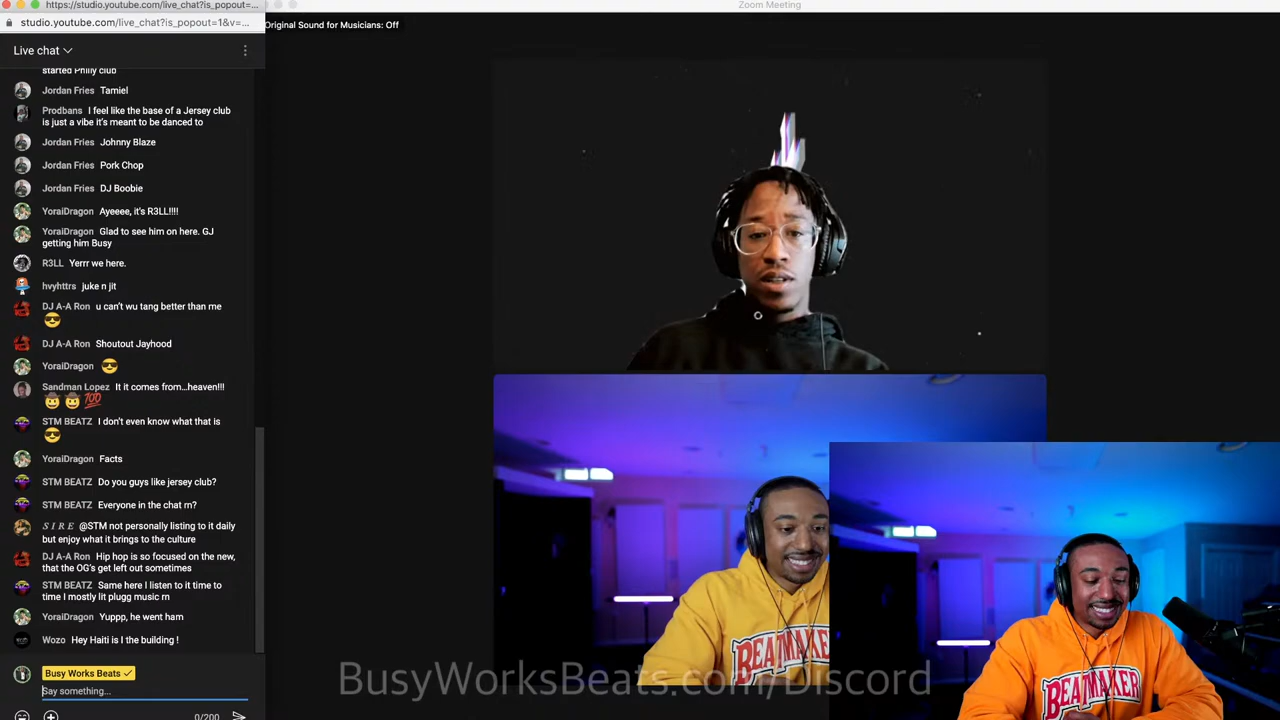 https://studio.youtube.com/live_chat?is_popout=...
Zoom Meeting
studio.youtube.com/live_chat?is_popout=1&v=...
Original Sound for Musicians: Off
Live chat
started Philly club
Jordan Fries Tamiel
Prodbans I feel like the base of a Jersey club
is just a vibe it's meant to be danced to
Jordan Fries Johnny Blaze
Jordan Fries Pork Chop
Jordan Fries DJ Boobie
YoraiDragon Ayeeee, it's R3LL!!!!
YoraiDragon Glad to see him on here. GJ
getting him Busy
R3LL Yerrr we here.
hvyhttrs juke n jit
DJ A-A Ron u can't wu tang better than me
😎
DJ A-A Ron Shoutout Jayhood
YoraiDragon 😎
Sandman Lopez It it comes from...heaven!!!
🤠 🤠 💯
STM BEATZ I don't even know what that is
😎
YoraiDragon Facts
STM BEATZ Do you guys like jersey club?
STM BEATZ Everyone in the chat rn?
S I R E @STM not personally listing to it daily
but enjoy what it brings to the culture
DJ A-A Ron Hip hop is so focused on the new,
that the OG's get left out sometimes
STM BEATZ Same here I listen to it time to
time I mostly lit plugg music rn
YoraiDragon Yuppp, he went ham
Wozo Hey Haiti is I the building !
Busy Works Beats ✓
Say something...
0/200
BEATMAKER
BEATMAKER
BusyWorksBeats.com/Discord